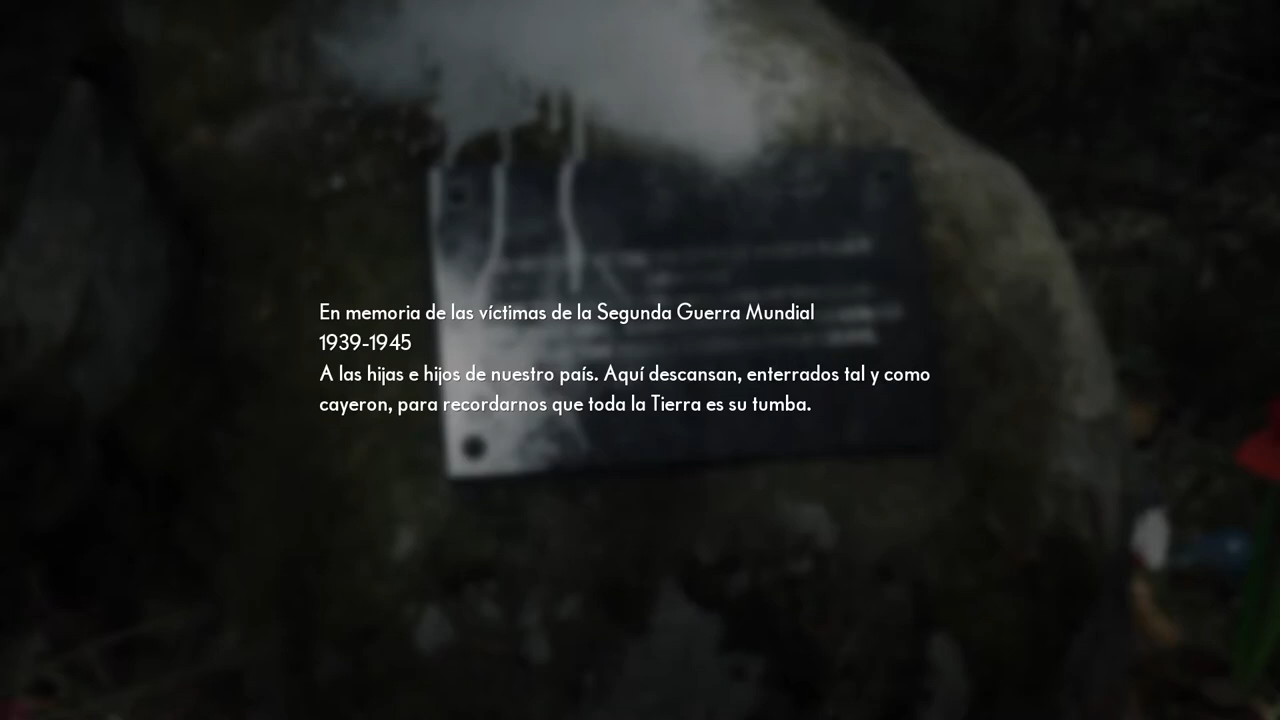 En memoria de las víctimas de la Segunda Guerra Mundial
1939-1945
A las hijas e hijos de nuestro país. Aquí descansan, enterrados tal y como
cayeron, para recordarnos que toda la Tierra es su tumba.